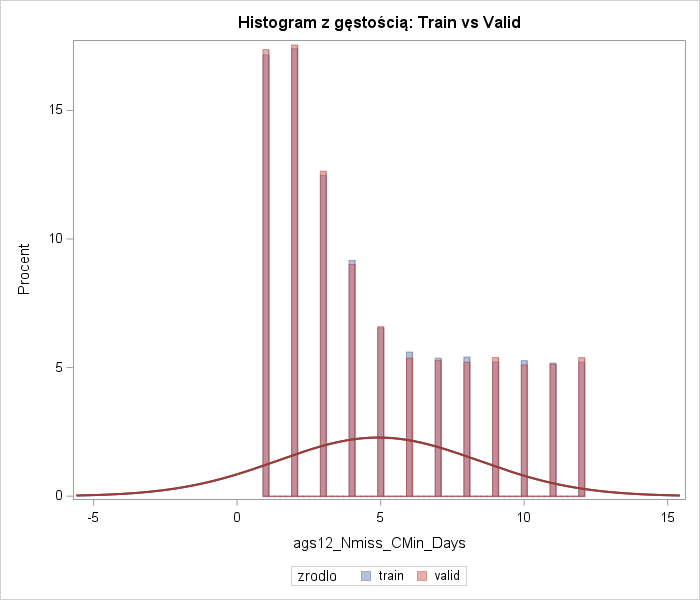 Histogram z gęstością: Train vs Valid
Procent
15
10
5
0
-5 0 5 10 15
ags12_Nmiss_CMin_Days
zrodlo train valid